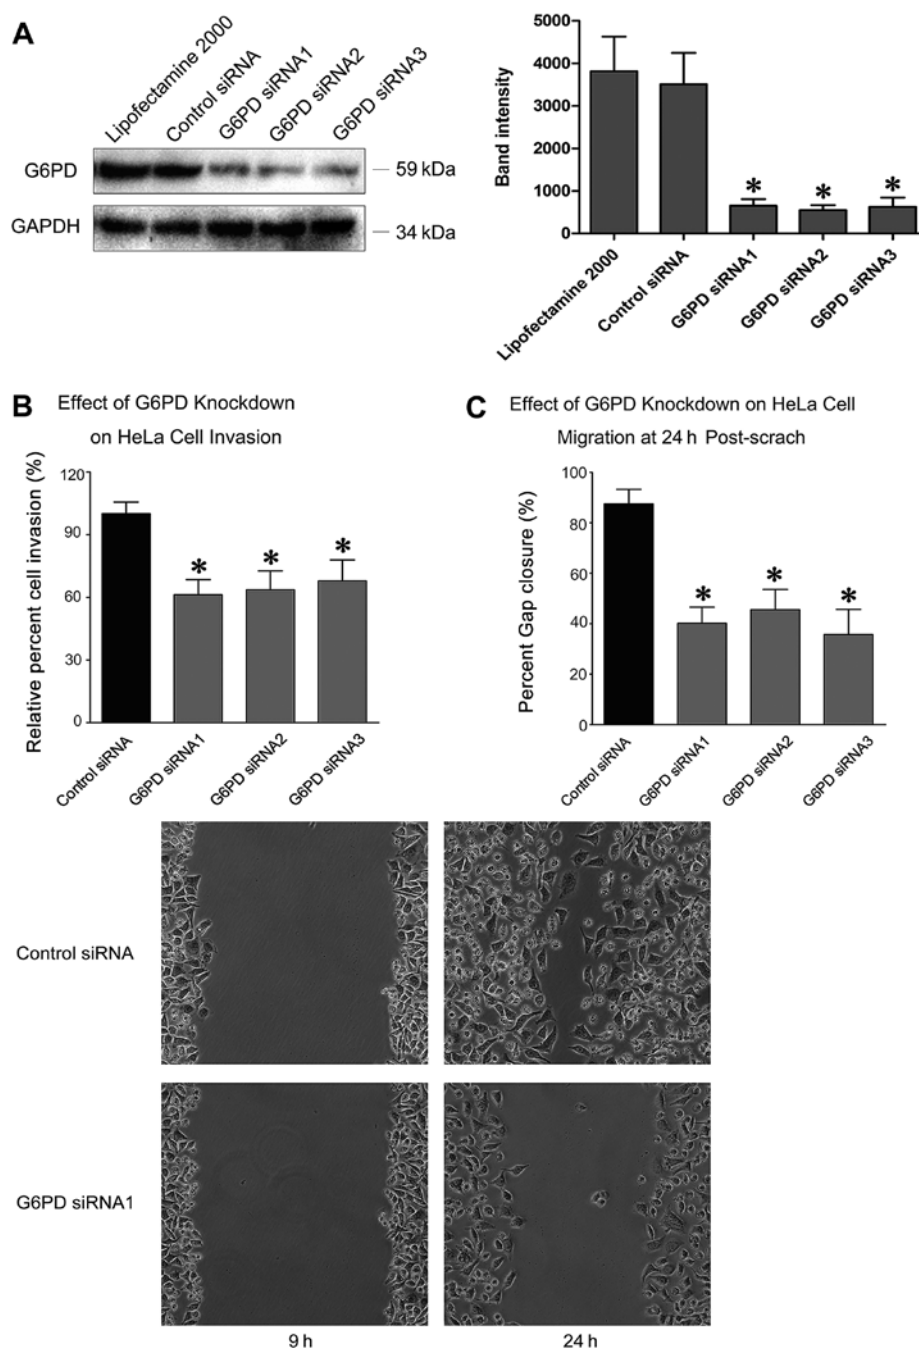 A
Lipofectamine 2000
Control siRNA
G6PD siRNA1
G6PD siRNA2
G6PD siRNA3
G6PD
59 kDa
GAPDH
34 kDa
Band intensity
5000
4000
3000
2000
1000
0
*
*
*
Lipofectamine 2000
Control siRNA
G6PD siRNA1
G6PD siRNA2
G6PD siRNA3
B
Effect of G6PD Knockdown
on HeLa Cell Invasion
Relative percent cell invasion (%)
120
90
60
30
0
*
*
*
Control siRNA
G6PD siRNA1
G6PD siRNA2
G6PD siRNA3
C
Effect of G6PD Knockdown on HeLa Cell
Migration at 24 h Post-scrach
Percent Gap closure (%)
100
80
60
40
20
0
*
*
*
Control siRNA
G6PD siRNA1
G6PD siRNA2
G6PD siRNA3
Control siRNA
G6PD siRNA1
9 h
24 h